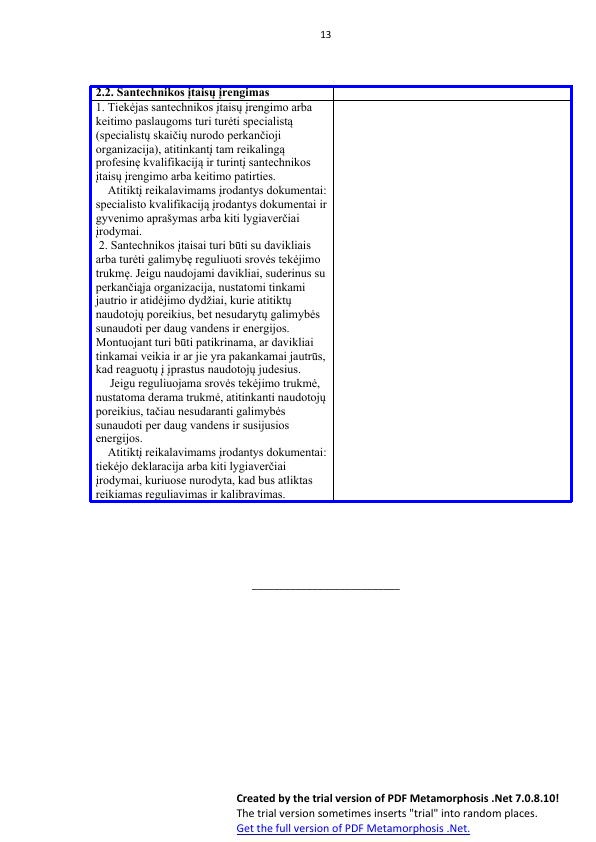 13
2.2. Santechnikos įtaisų įrengimas
1. Tiekėjas santechnikos įtaisų įrengimo arba
keitimo paslaugoms turi turėti specialistą
(specialistų skaičių nurodo perkančioji
organizacija), atitinkantį tam reikalingą
profesinę kvalifikaciją ir turintį santechnikos
įtaisų įrengimo arba keitimo patirties.
Atitiktį reikalavimams įrodantys dokumentai:
specialisto kvalifikaciją įrodantys dokumentai ir
gyvenimo aprašymas arba kiti lygiaverčiai
įrodymai.
2. Santechnikos įtaisai turi būti su davikliais
arba turėti galimybę reguliuoti srovės tekėjimo
trukmę. Jeigu naudojami davikliai, suderinus su
perkančiąja organizacija, nustatomi tinkami
jautrio ir atidėjimo dydžiai, kurie atitiktų
naudotojų poreikius, bet nesudarytų galimybės
sunaudoti per daug vandens ir energijos.
Montuojant turi būti patikrinama, ar davikliai
tinkamai veikia ir ar jie yra pakankamai jautrūs,
kad reaguotų į įprastus naudotojų judesius.
Jeigu reguliuojama srovės tekėjimo trukmė,
nustatoma derama trukmė, atitinkanti naudotojų
poreikius, tačiau nesudaranti galimybės
sunaudoti per daug vandens ir susijusios
energijos.
Atitiktį reikalavimams įrodantys dokumentai:
tiekėjo deklaracija arba kiti lygiaverčiai
įrodymai, kuriuose nurodyta, kad bus atliktas
reikiamas reguliavimas ir kalibravimas.
Created by the trial version of PDF Metamorphosis .Net 7.0.8.10!
The trial version sometimes inserts "trial" into random places.
Get the full version of PDF Metamorphosis .Net.